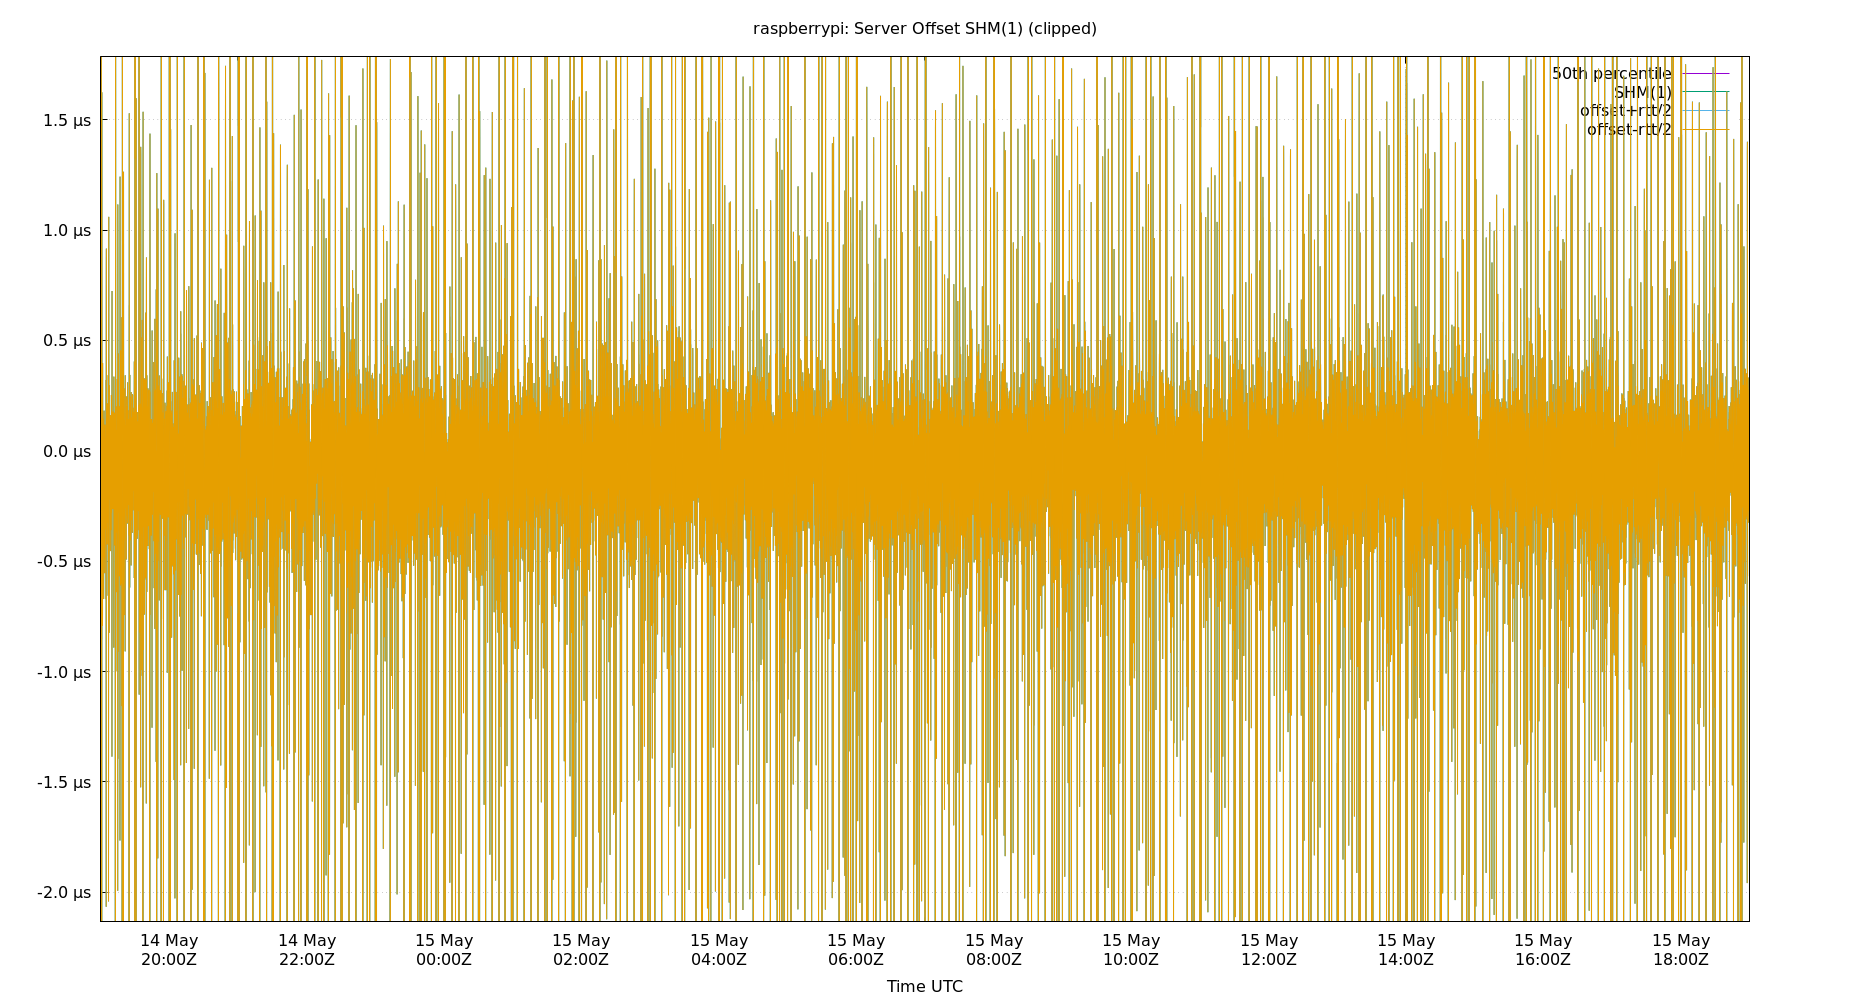 raspberrypi: Server Offset SHM(1) (clipped)
50th percentile
SHM(1)
offset+rtt/2
offset-rtt/2
1.5 µs
1.0 µs
0.5 µs
0.0 µs
-0.5 µs
-1.0 µs
-1.5 µs
-2.0 µs
14 May 14 May 15 May 15 May 15 May 15 May 15 May 15 May 15 May 15 May 15 May 15 May
20:00Z 22:00Z 00:00Z 02:00Z 04:00Z 06:00Z 08:00Z 10:00Z 12:00Z 14:00Z 16:00Z 18:00Z
Time UTC